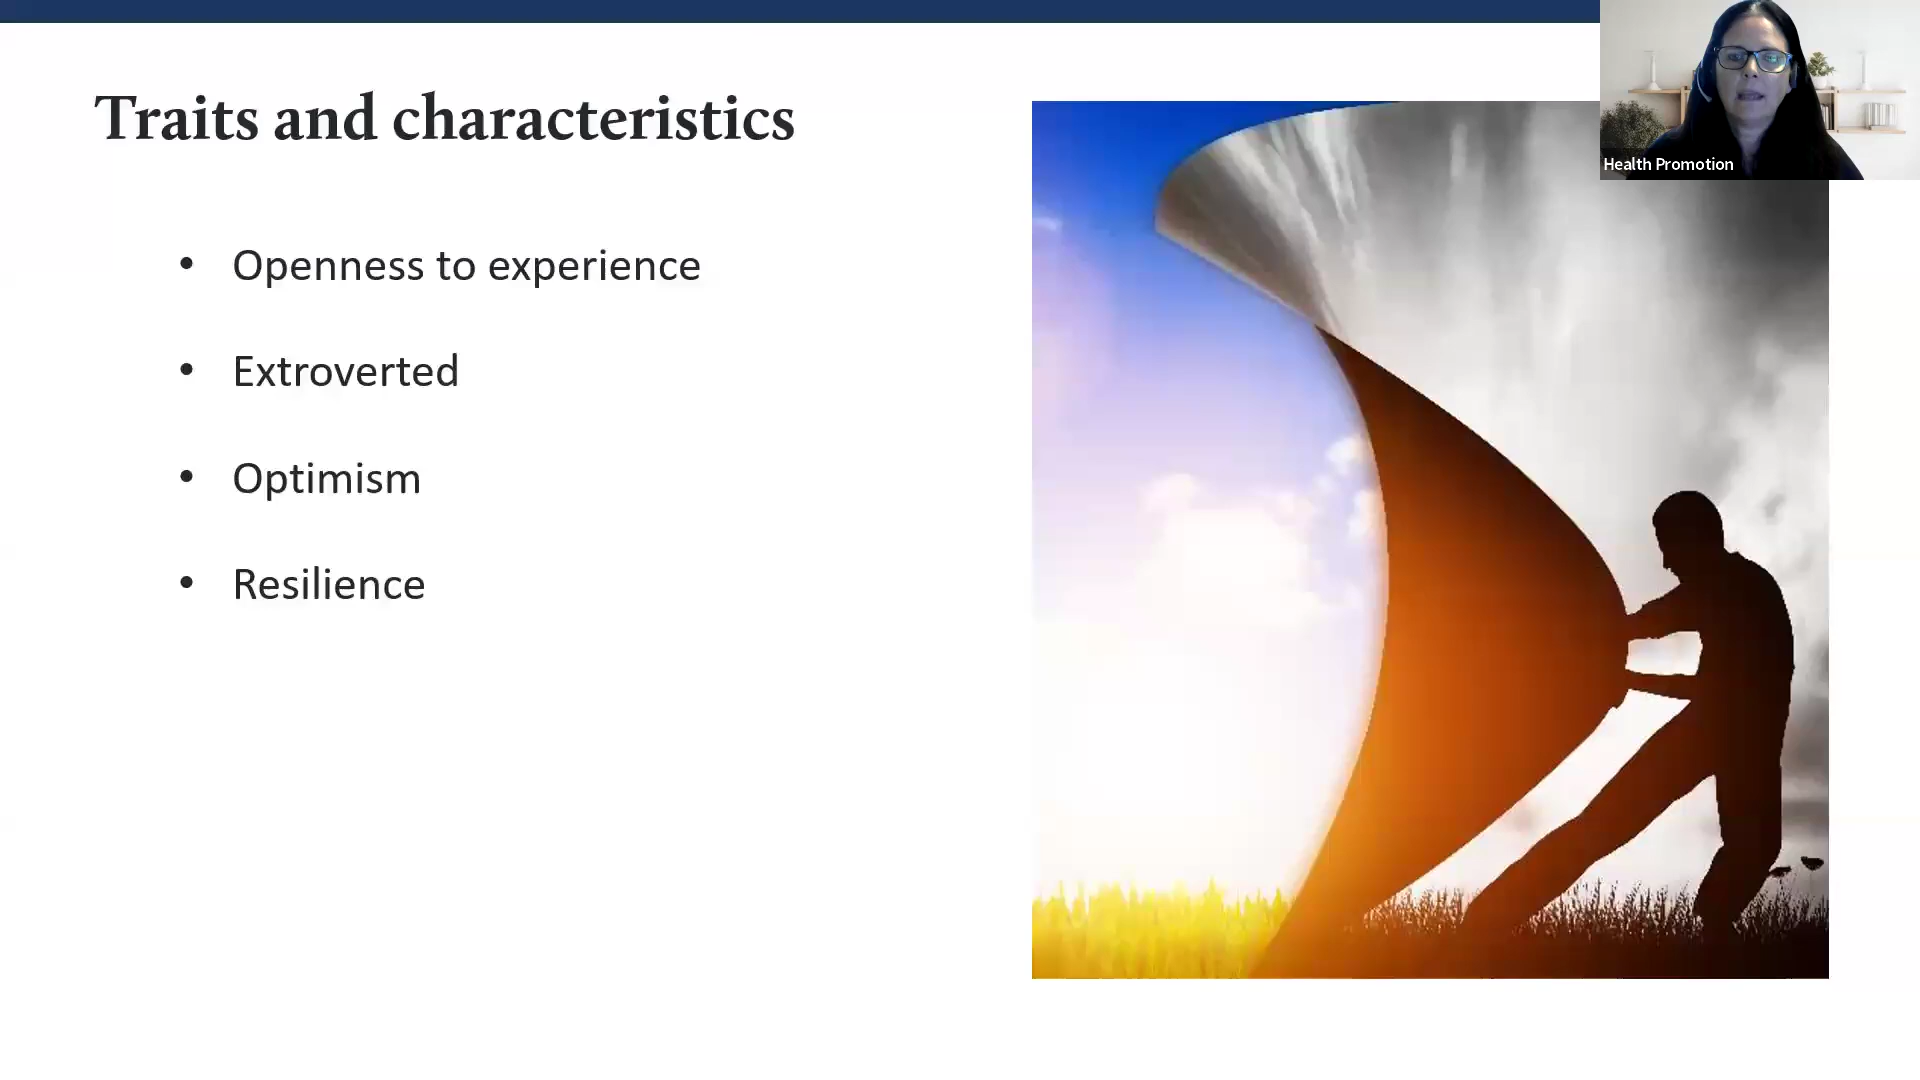 Traits and characteristics
• Openness to experience
• Extroverted
• Optimism
• Resilience
Health Promotion